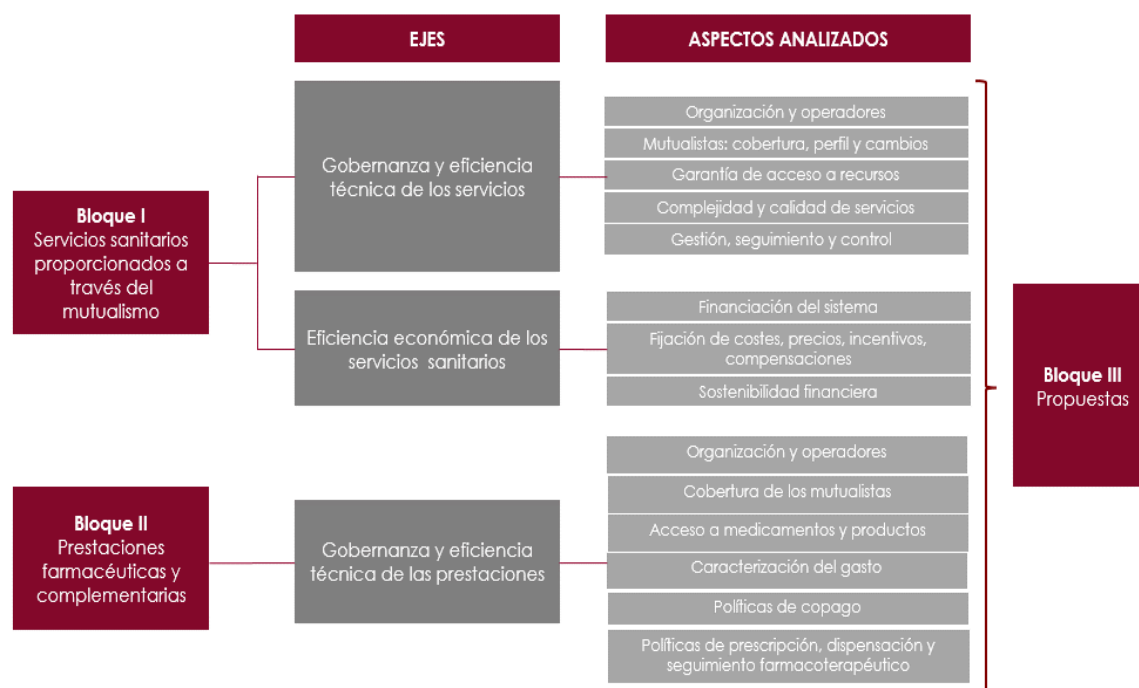 EJES
ASPECTOS ANALIZADOS
Bloque I
Servicios sanitarios
proporcionados a
través del
mutualismo
Gobernanza y eficiencia
técnica de los servicios
Organización y operadores
Mutualistas: cobertura, perfil y cambios
Garantía de acceso a recursos
Complejidad y calidad de servicios
Gestión, seguimiento y control
Eficiencia económica de los
servicios sanitarios
Financiación del sistema
Fijación de costes, precios, incentivos,
compensaciones
Sostenibilidad financiera
Bloque II
Prestaciones
farmacéuticas y
complementarias
Gobernanza y eficiencia
técnica de las prestaciones
Organización y operadores
Cobertura de los mutualistas
Acceso a medicamentos y productos
Caracterización del gasto
Políticas de copago
Políticas de prescripción, dispensación y
seguimiento farmacoterapéutico
Bloque III
Propuestas